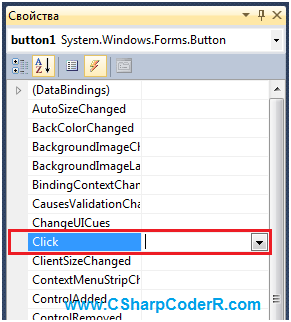 Свойства
button1 System.Windows.Forms.Button
(DataBindings)
AutoSizeChanged
BackColorChanged
BackgroundImageCh
BackgroundImageLa
BindingContextChan
CausesValidationCha
ChangeUICues
Click
ClientSizeChanged
ContextMenuStripCh
ControlAdded
ControlRemoved
www.CSharpCoderR.com